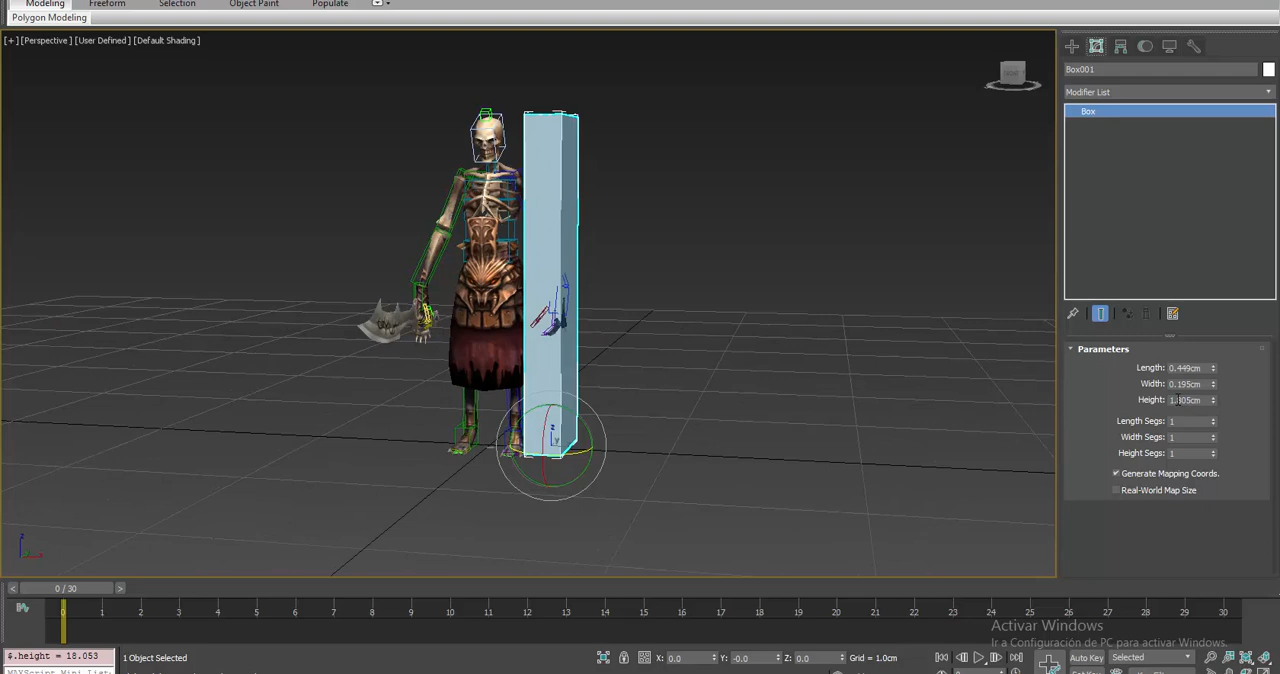 Modeling Freeform Selection Object Paint Populate
Polygon Modeling
[+] [Perspective] [User Defined] [Default Shading]
Box001
Modifier List
Box
Parameters
Length: 0.449cm
Width: 0.195cm
Height: 1.805cm
Length Segs: 1
Width Segs: 1
Height Segs: 1
Generate Mapping Coords.
Real-World Map Size
z
y
z
< 0 / 30 >
0 1 2 3 4 5 6 7 8 9 10 11 12 13 14 15 16 17 18 19 20 21 22 23 24 25 26 27 28 29 30
Activar Windows
Ir a Configuración de PC para activar Windows.
$.height = 18.053
1 Object Selected
X: 0.0 Y: -0.0 Z: 0.0 Grid = 1.0cm
Auto Key Selected